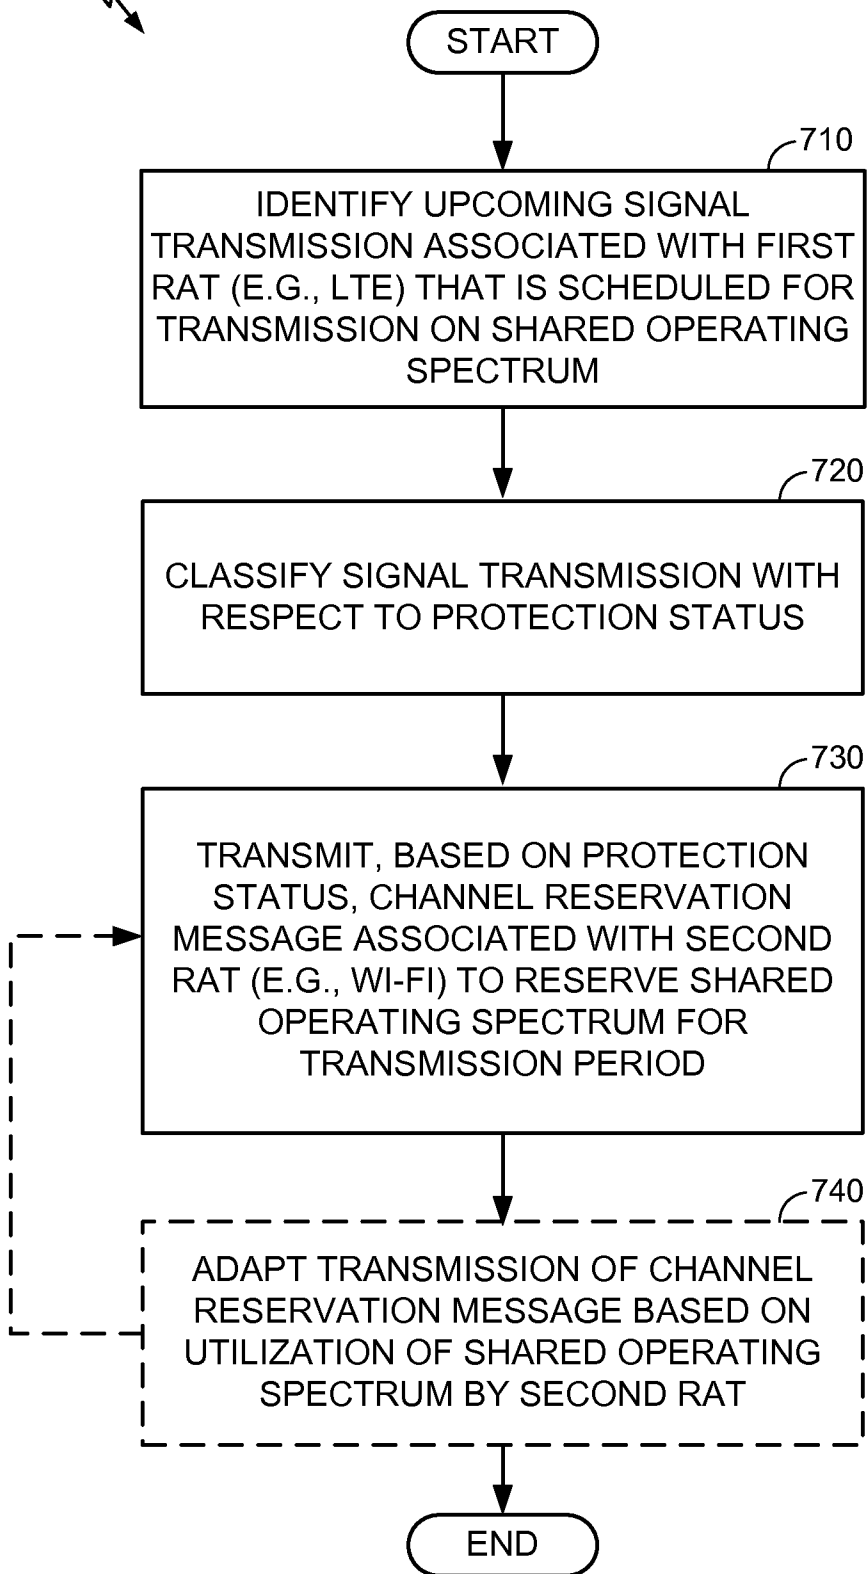 START
710
IDENTIFY UPCOMING SIGNAL
TRANSMISSION ASSOCIATED WITH FIRST
RAT (E.G., LTE) THAT IS SCHEDULED FOR
TRANSMISSION ON SHARED OPERATING
SPECTRUM
720
CLASSIFY SIGNAL TRANSMISSION WITH
RESPECT TO PROTECTION STATUS
730
TRANSMIT, BASED ON PROTECTION
STATUS, CHANNEL RESERVATION
MESSAGE ASSOCIATED WITH SECOND
RAT (E.G., WI-FI) TO RESERVE SHARED
OPERATING SPECTRUM FOR
TRANSMISSION PERIOD
740
ADAPT TRANSMISSION OF CHANNEL
RESERVATION MESSAGE BASED ON
UTILIZATION OF SHARED OPERATING
SPECTRUM BY SECOND RAT
END